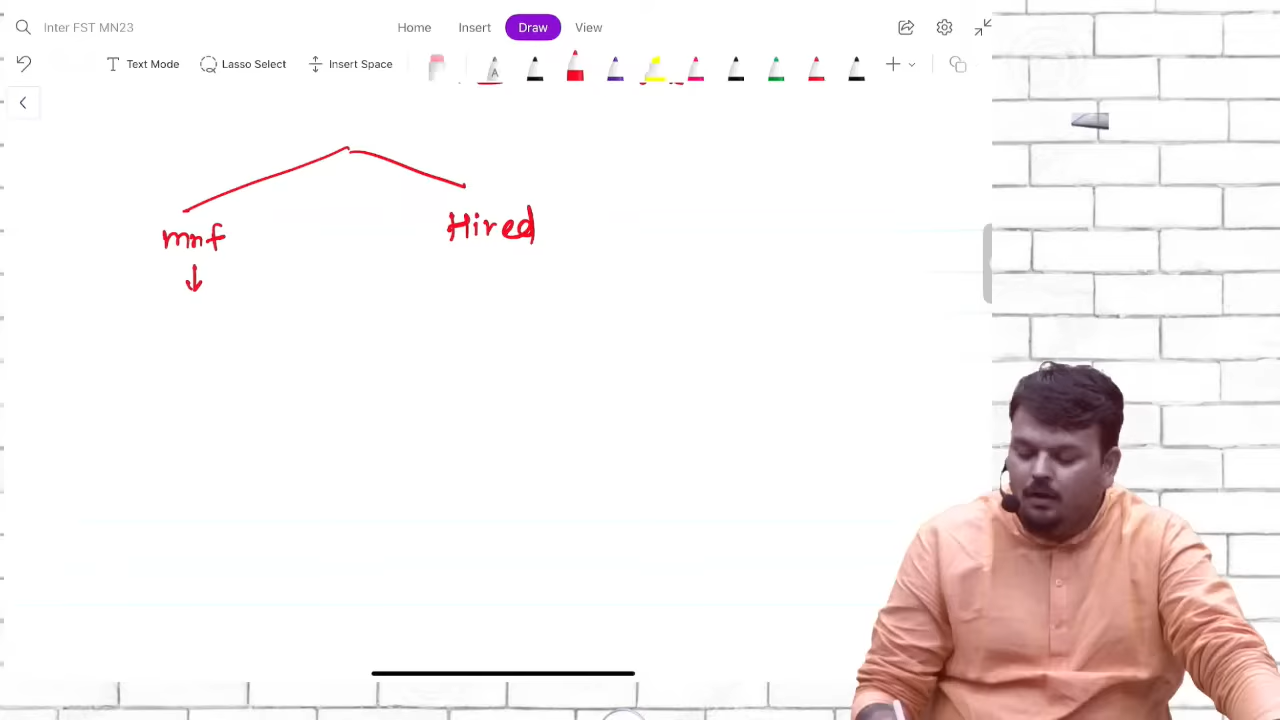 Inter FST MN23
Home Insert Draw View
Text Mode Lasso Select Insert Space
A
mnf Hired